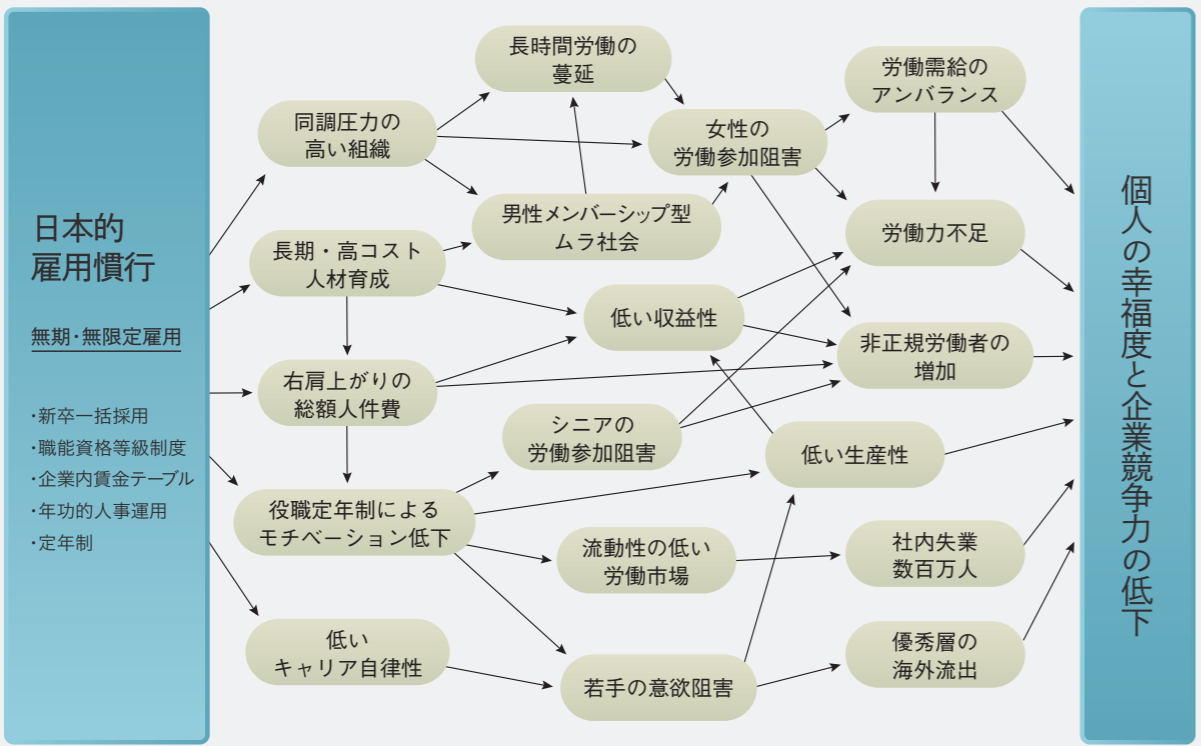 日本的
雇用慣行
無期・無限定雇用
・新卒一括採用
・職能資格等級制度
・企業内賃金テーブル
・年功的人事運用
・定年制
同調圧力の
高い組織
長期・高コスト
人材育成
右肩上がりの
総額人件費
役職定年制による
モチベーション低下
低い
キャリア自律性
長時間労働の
蔓延
男性メンバーシップ型
ムラ社会
低い収益性
シニアの
労働参加阻害
流動性の低い
労働市場
若手の意欲阻害
女性の
労働参加阻害
低い生産性
労働需給の
アンバランス
労働力不足
非正規労働者の
増加
社内失業
数百万人
優秀層の
海外流出
個人の幸福度と企業競争力の低下